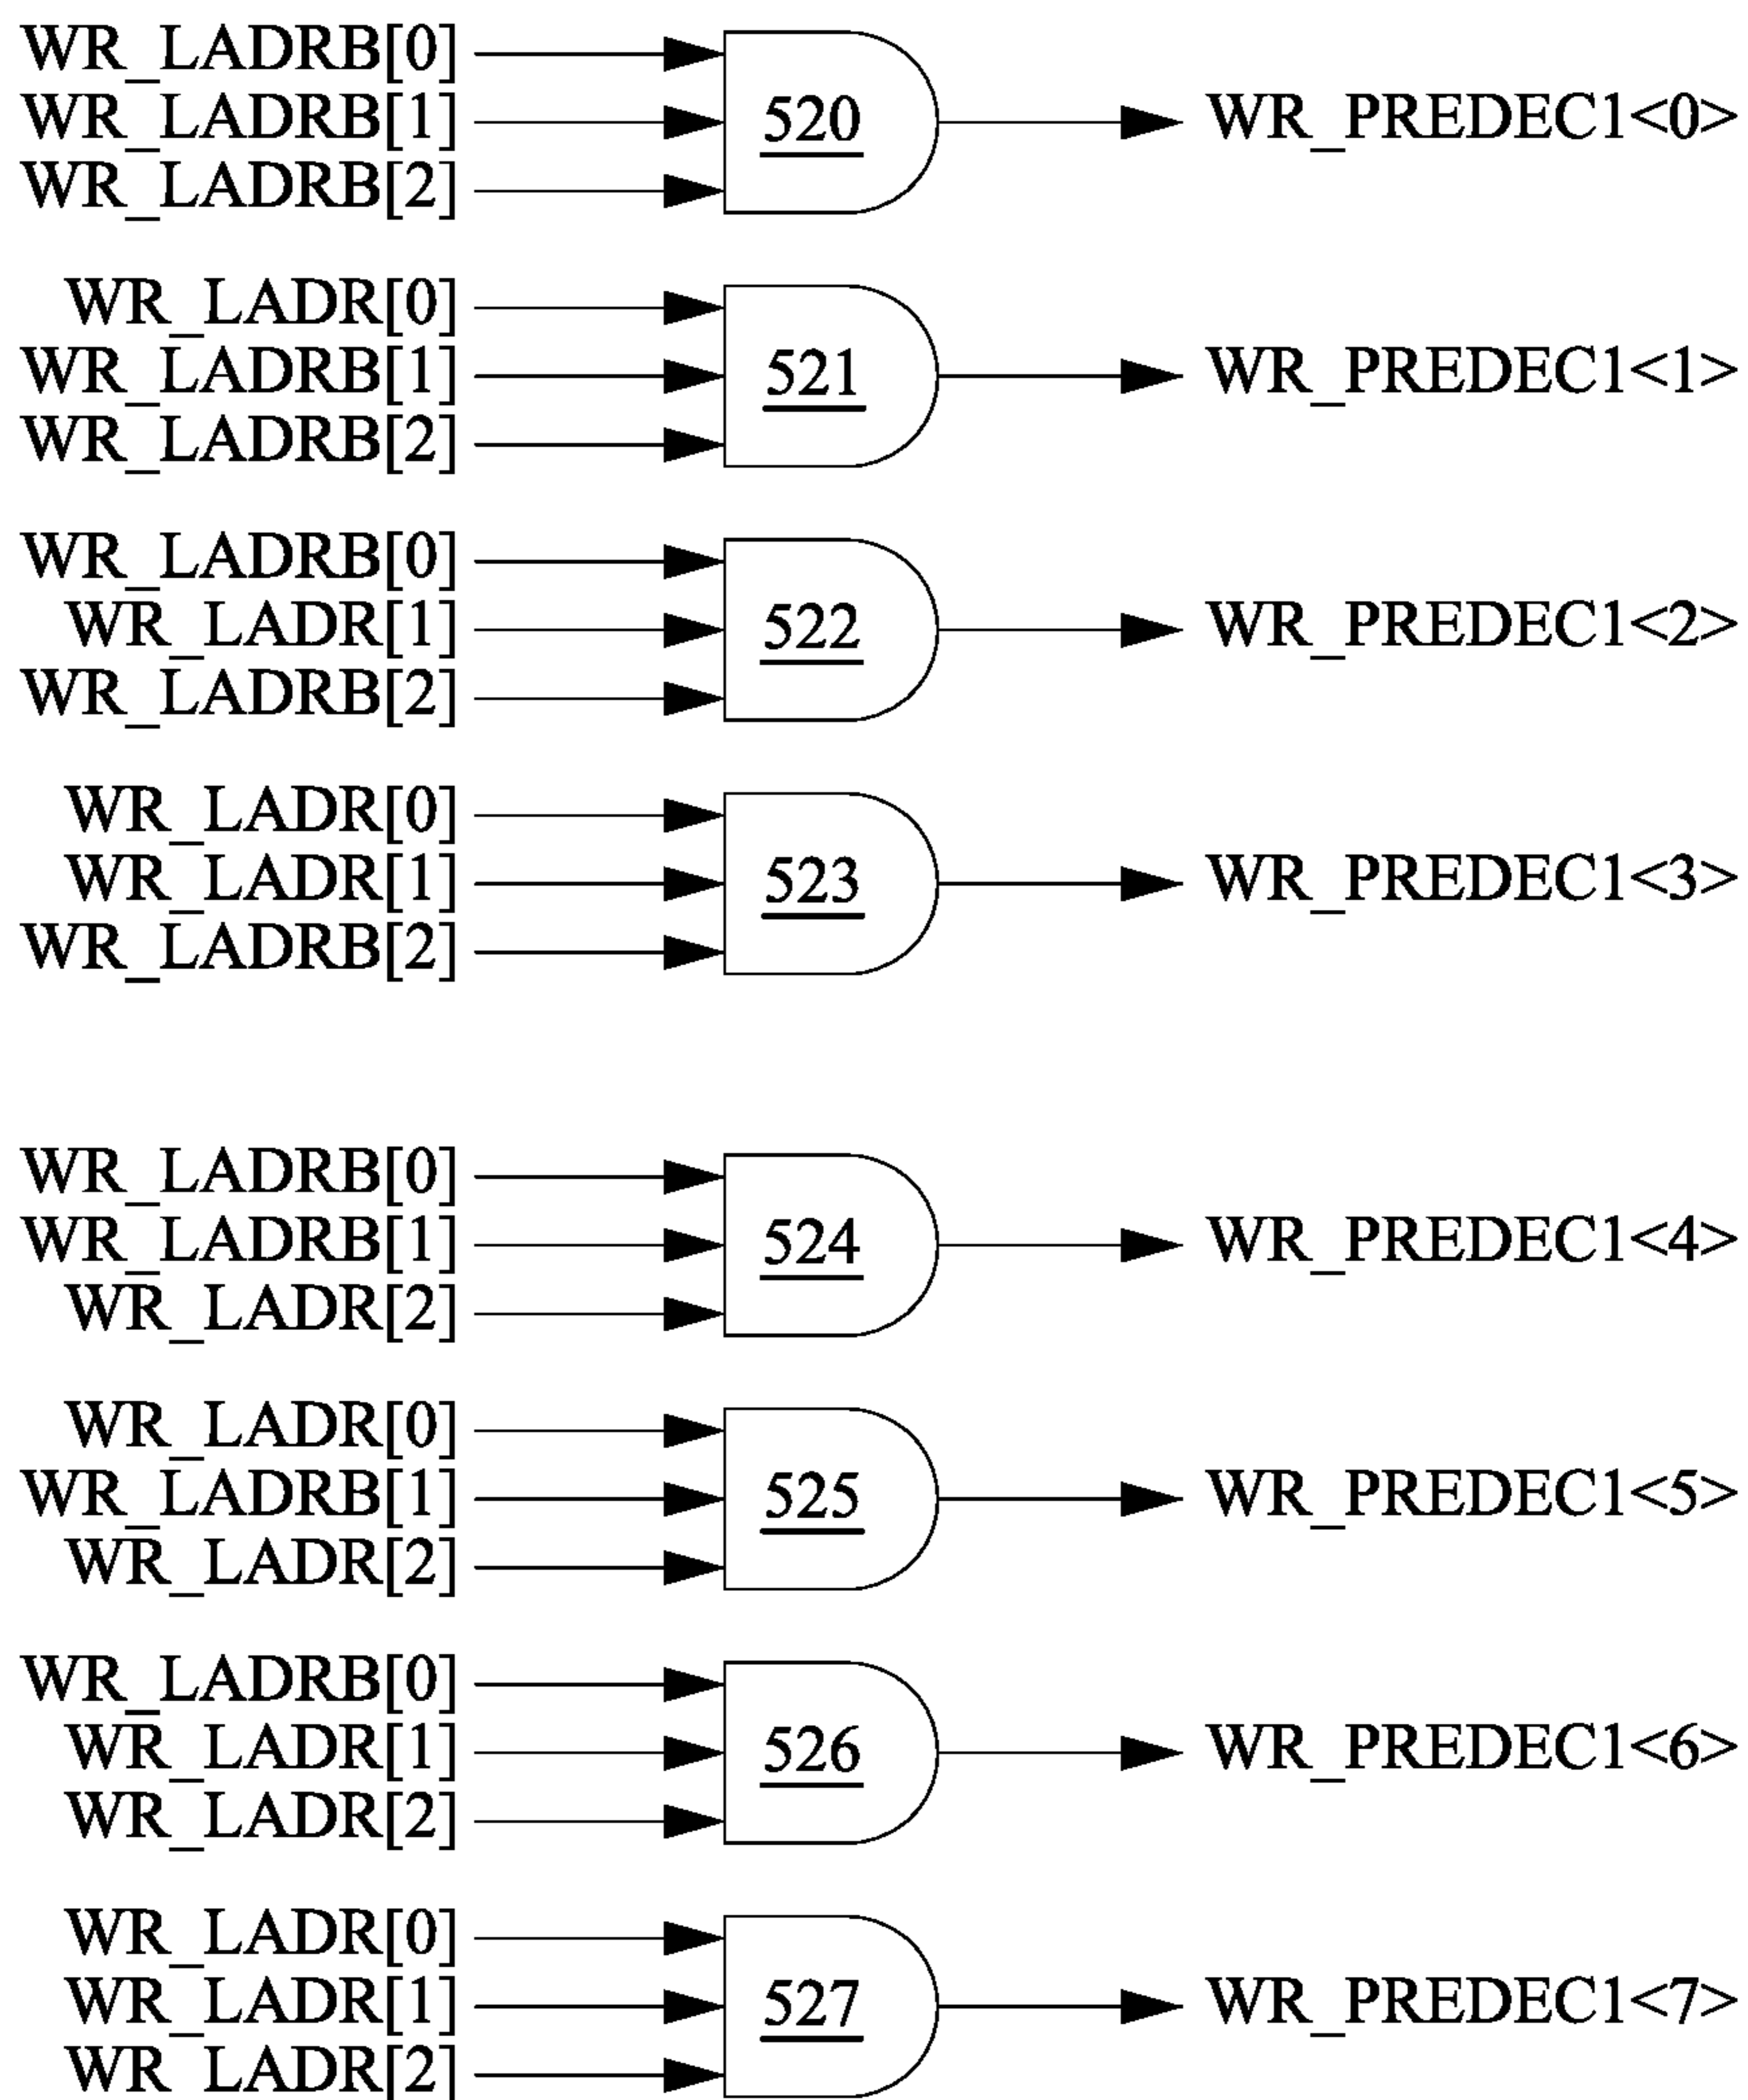 WR_LADRB[0]
WR_LADRB[1] 520 WR_PREDEC1<0>
WR_LADRB[2]
WR_LADR[0]
WR_LADRB[1] 521 WR_PREDEC1<1>
WR_LADRB[2]
WR_LADRB[0]
WR_LADR[1] 522 WR_PREDEC1<2>
WR_LADRB[2]
WR_LADR[0]
WR_LADR[1] 523 WR_PREDEC1<3>
WR_LADRB[2]
WR_LADRB[0]
WR_LADRB[1] 524 WR_PREDEC1<4>
WR_LADR[2]
WR_LADR[0]
WR_LADRB[1] 525 WR_PREDEC1<5>
WR_LADR[2]
WR_LADRB[0]
WR_LADR[1] 526 WR_PREDEC1<6>
WR_LADR[2]
WR_LADR[0]
WR_LADR[1] 527 WR_PREDEC1<7>
WR_LADR[2]